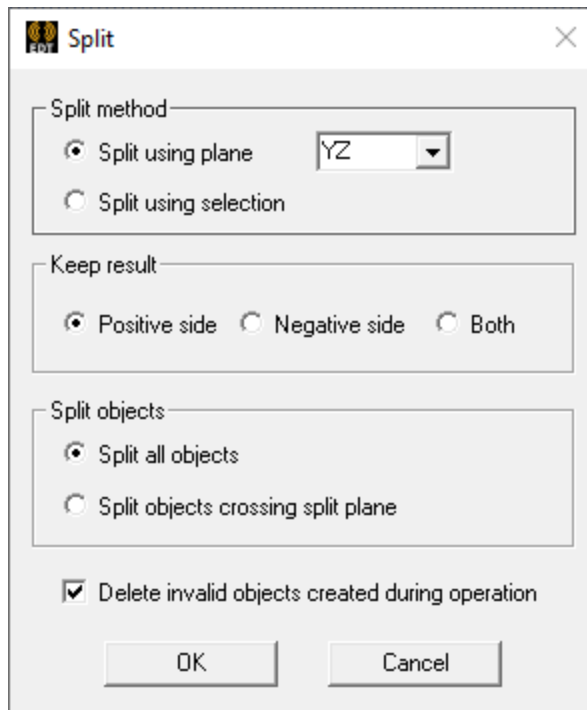 EDT Split
Split method
Split using plane YZ
Split using selection
Keep result
Positive side Negative side Both
Split objects
Split all objects
Split objects crossing split plane
Delete invalid objects created during operation
OK Cancel